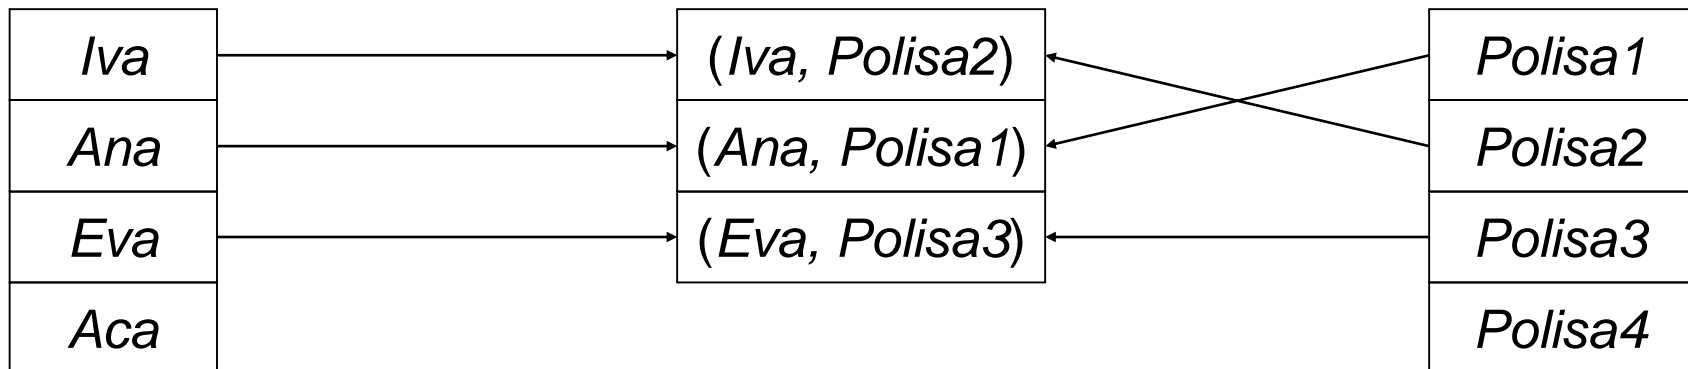 Iva (Iva, Polisa2) Polisa1
Ana (Ana, Polisa1) Polisa2
Eva (Eva, Polisa3) Polisa3
Aca Polisa4